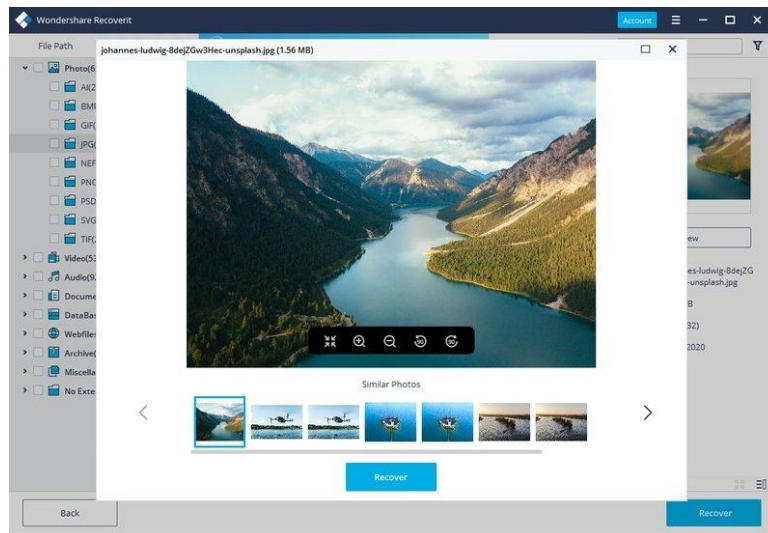 Wondershare Recoverit
Account
File Path
johannes-ludwig-8dejZGw3Hec-unsplash.jpg (1.56 MB)
Photo(6
AI(2
BMI
GIF(
JPG(
NEF
PNC
PSD
SVG
TIF(
Video(53
Audio(9
Docume
DataBa
Webfile
Archive(
Miscella
No Exte
90
90
Similar Photos
Recover
ew
es-ludwig-8dejZG
-unsplash.jpg
B
32)
2020
Back
Recover